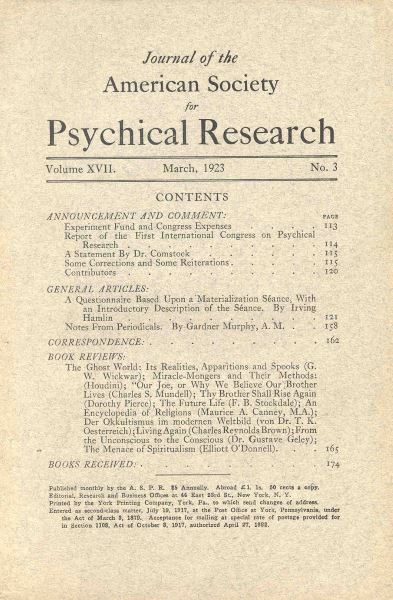 Journal of the
American Society
for
Psychical Research
Volume XVII. March, 1923 No. 3
CONTENTS
ANNOUNCEMENT AND COMMENT: PAGE
Experiment Fund and Congress Expenses . . . . 113
Report of the First International Congress on Psychical
Research . . . . . . . . . . 114
A Statement By Dr. Comstock . . . . . . 115
Some Corrections and Some Reiterations . . . . . 115
Contributors . . . . . . . . . . 120
GENERAL ARTICLES:
A Questionnaire Based Upon a Materialization Séance, With
an Introductory Description of the Séance. By Irving
Hamlin . . . . . . . . . . 121
Notes From Periodicals. By Gardner Murphy, A. M. . . 158
CORRESPONDENCE: . . . . . . . . . 162
BOOK REVIEWS:
The Ghost World: Its Realities, Apparitions and Spooks (G.
W. Wickwar); Miracle-Mongers and Their Methods:
(Houdini); "Our Joe, or Why We Believe Our Brother
Lives (Charles S. Mundell); Thy Brother Shall Rise Again
(Dorothy Pierce); The Future Life (F. B. Stockdale); An
Encyclopedia of Religions (Maurice A. Canney, M.A.);
Der Okkultismus im modernen Weltbild (von Dr. T. K.
Oesterreich); Living Again (Charles Reynolds Brown); From
the Unconscious to the Conscious (Dr. Gustave Geley);
The Menace of Spiritualism (Elliott O'Donnell). . . 165
BOOKS RECEIVED: . . . . . . . . . 174
Published monthly by the A. S. P. R. $5 Annually. Abroad £1. 1s. 50 cents a copy.
Editorial, Research and Business Offices at 44 East 23rd St., New York, N. Y.
Printed by the York Printing Company, York, Pa., to which send changes of address.
Entered as second-class matter, July 19, 1917, at the Post Office at York, Pennsylvania, under
the Act of March 3, 1879. Acceptance for mailing at special rate of postage provided for
in Section 1103, Act of October 3, 1917, authorized April 27, 1922.